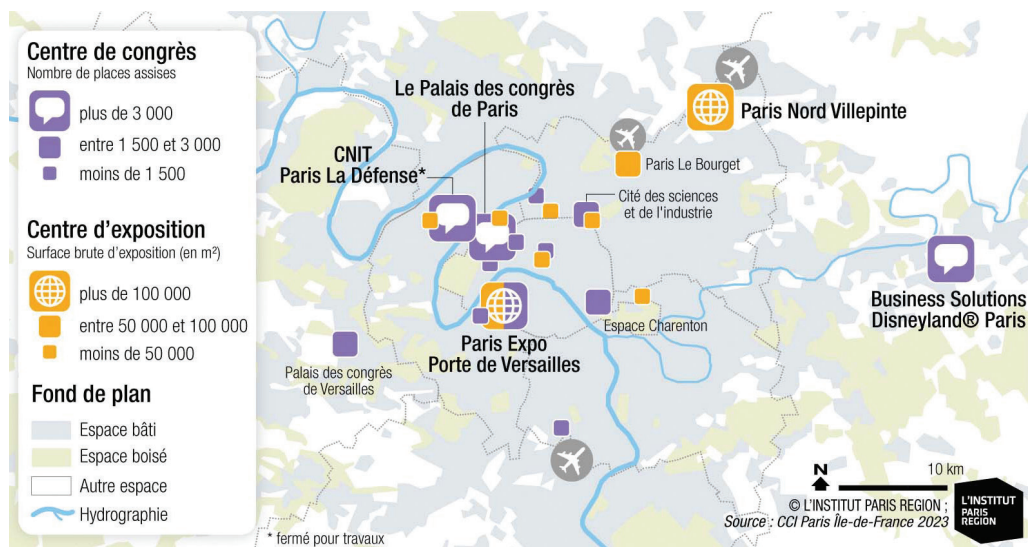 Centre de congrès
Nombre de places assises
plus de 3 000
entre 1 500 et 3 000
moins de 1 500
Centre d'exposition
Surface brute d'exposition (en m²)
plus de 100 000
entre 50 000 et 100 000
moins de 50 000
Fond de plan
Espace bâti
Espace boisé
Autre espace
Hydrographie
Le Palais des congrès
de Paris
CNIT
Paris La Défense*
Paris Nord Villepinte
Paris Le Bourget
Cité des sciences
et de l'industrie
Business Solutions
Disneyland® Paris
Espace Charenton
Paris Expo
Porte de Versailles
Palais des congrès
de Versailles
* fermé pour travaux
N
10 km
© L'INSTITUT PARIS REGION ;
Source : CCI Paris Île-de-France 2023
L'INSTITUT
PARIS
REGION